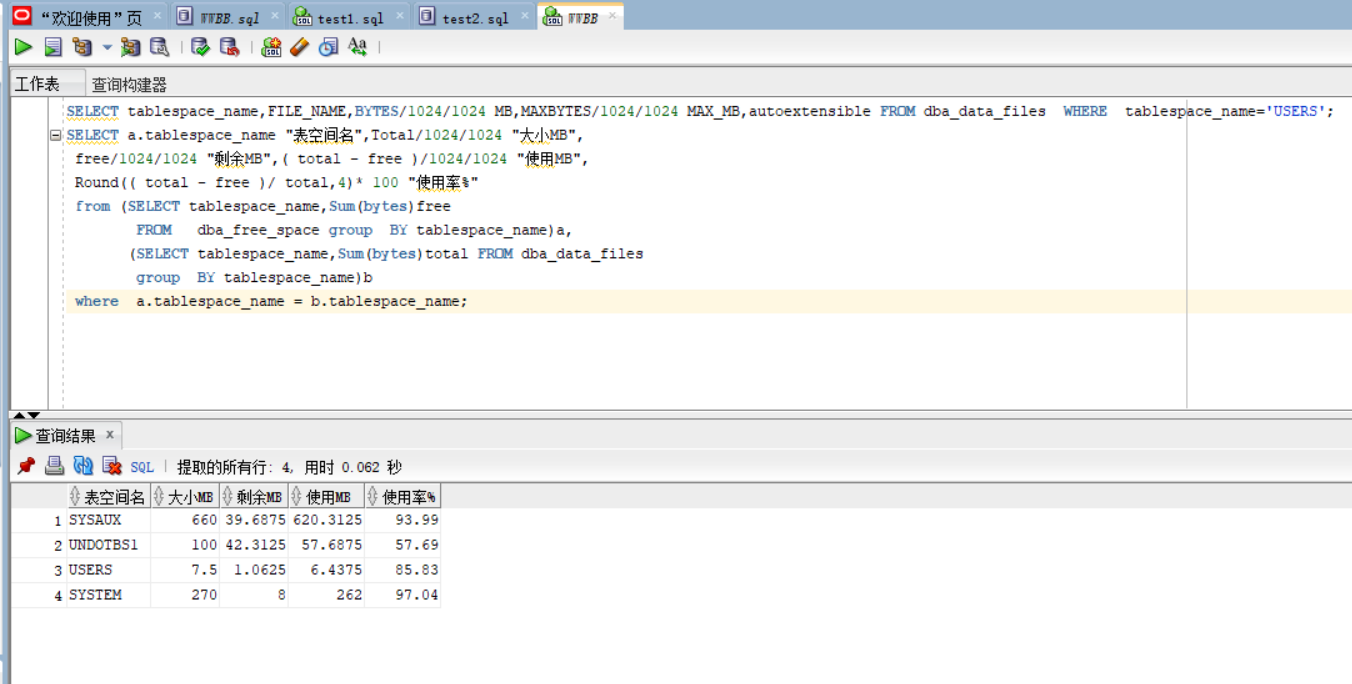 “欢迎使用”页 WWBB.sql test1.sql test2.sql WWBB
工作表 查询构建器
SELECT tablespace_name,FILE_NAME,BYTES/1024/1024 MB,MAXBYTES/1024/1024 MAX_MB,autoextensible FROM dba_data_files  WHERE  tablespace_name='USERS';
SELECT a.tablespace_name "表空间名",Total/1024/1024 "大小MB",
free/1024/1024 "剩余MB",( total - free )/1024/1024 "使用MB",
Round(( total - free )/ total,4)* 100 "使用率%"
from (SELECT tablespace_name,Sum(bytes)free
FROM   dba_free_space group  BY tablespace_name)a,
(SELECT tablespace_name,Sum(bytes)total FROM dba_data_files
group  BY tablespace_name)b
where  a.tablespace_name = b.tablespace_name;
查询结果 x
SQL 提取的所有行: 4, 用时 0.062 秒
表空间名 大小MB 剩余MB 使用MB 使用率%
1 SYSAUX 660 39.6875 620.3125 93.99
2 UNDOTBS1 100 42.3125 57.6875 57.69
3 USERS 7.5 1.0625 6.4375 85.83
4 SYSTEM 270 8 262 97.04